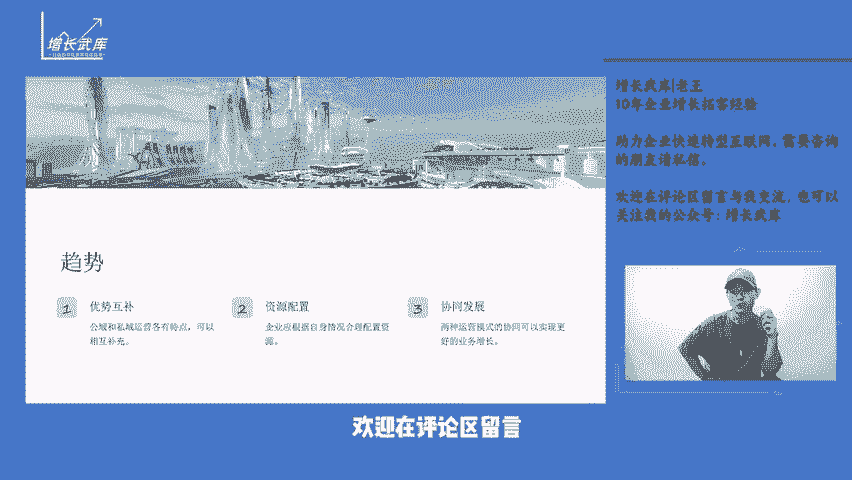 增长武库
趋势
1
优势互补
公域和私域运营各有特点，可以
相互补充。
2
资源配置
企业应根据自身情况合理配置资
源。
3
协同发展
两种运营模式的协同可以实现更
好的业务增长。
增长武库|老王
10年企业增长拓客经验
助力企业快速转型互联网，需要咨询
的朋友请私信。
欢迎在评论区留言与我交流，也可以
关注我的公众号：增长武库
欢迎在评论区留言